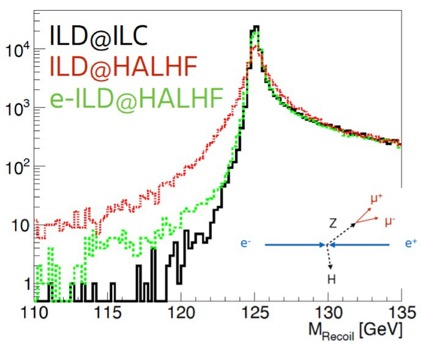 ILD@ILC
ILD@HALHF
e-ILD@HALHF
10⁴
10³
10²
10
1
Z
μ⁺
μ⁻
e⁻
e⁺
H
110 115 120 125 130 135
M_Recoil [GeV]